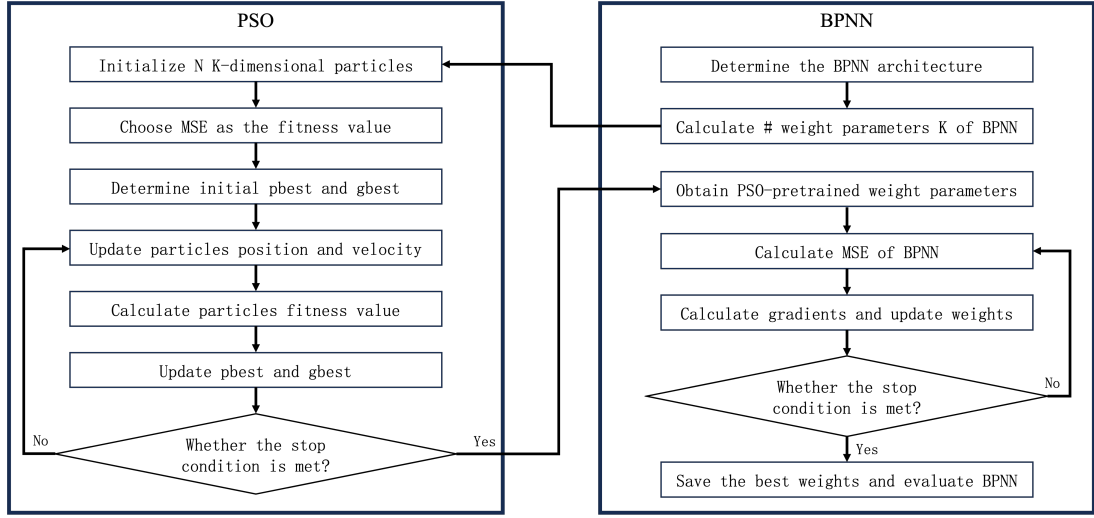 PSO
Initialize N K-dimensional particles
Choose MSE as the fitness value
Determine initial pbest and gbest
Update particles position and velocity
Calculate particles fitness value
Update pbest and gbest
Whether the stop
condition is met?
No
Yes
BPNN
Determine the BPNN architecture
Calculate # weight parameters K of BPNN
Obtain PSO-pretrained weight parameters
Calculate MSE of BPNN
Calculate gradients and update weights
Whether the stop
condition is met?
No
Yes
Save the best weights and evaluate BPNN